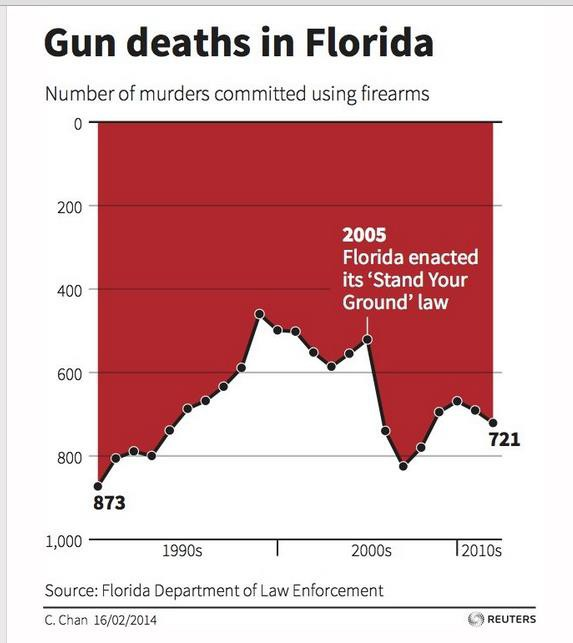 Gun deaths in Florida
Number of murders committed using firearms
0
200
400
600
800
1,000
2005
Florida enacted
its ‘Stand Your
Ground’ law
873
721
1990s
2000s
2010s
Source: Florida Department of Law Enforcement
C. Chan 16/02/2014
REUTERS